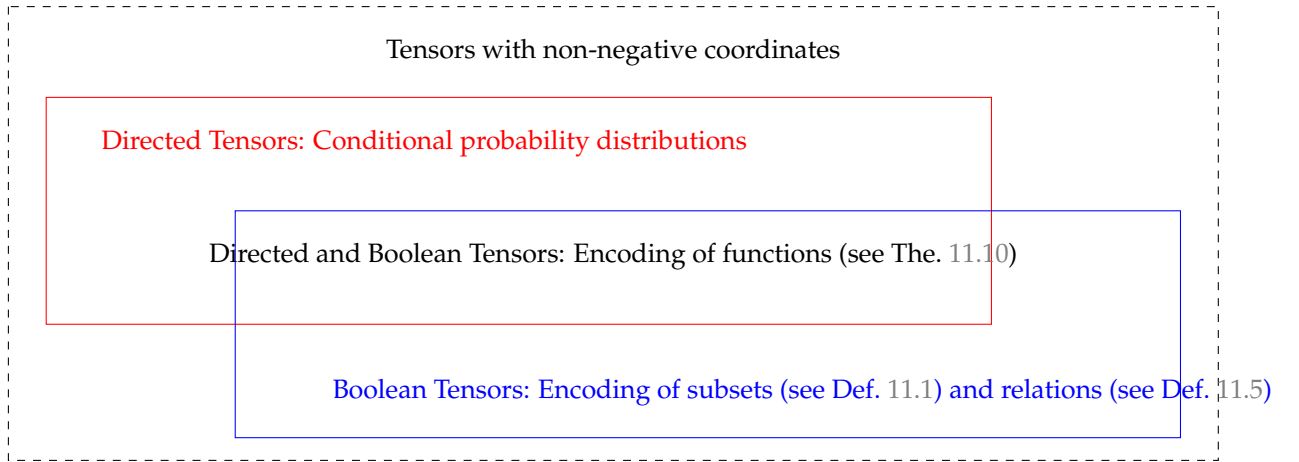 Tensors with non-negative coordinates
Directed Tensors: Conditional probability distributions
Directed and Boolean Tensors: Encoding of functions (see The. 11.10)
Boolean Tensors: Encoding of subsets (see Def. 11.1) and relations (see Def. 11.5)